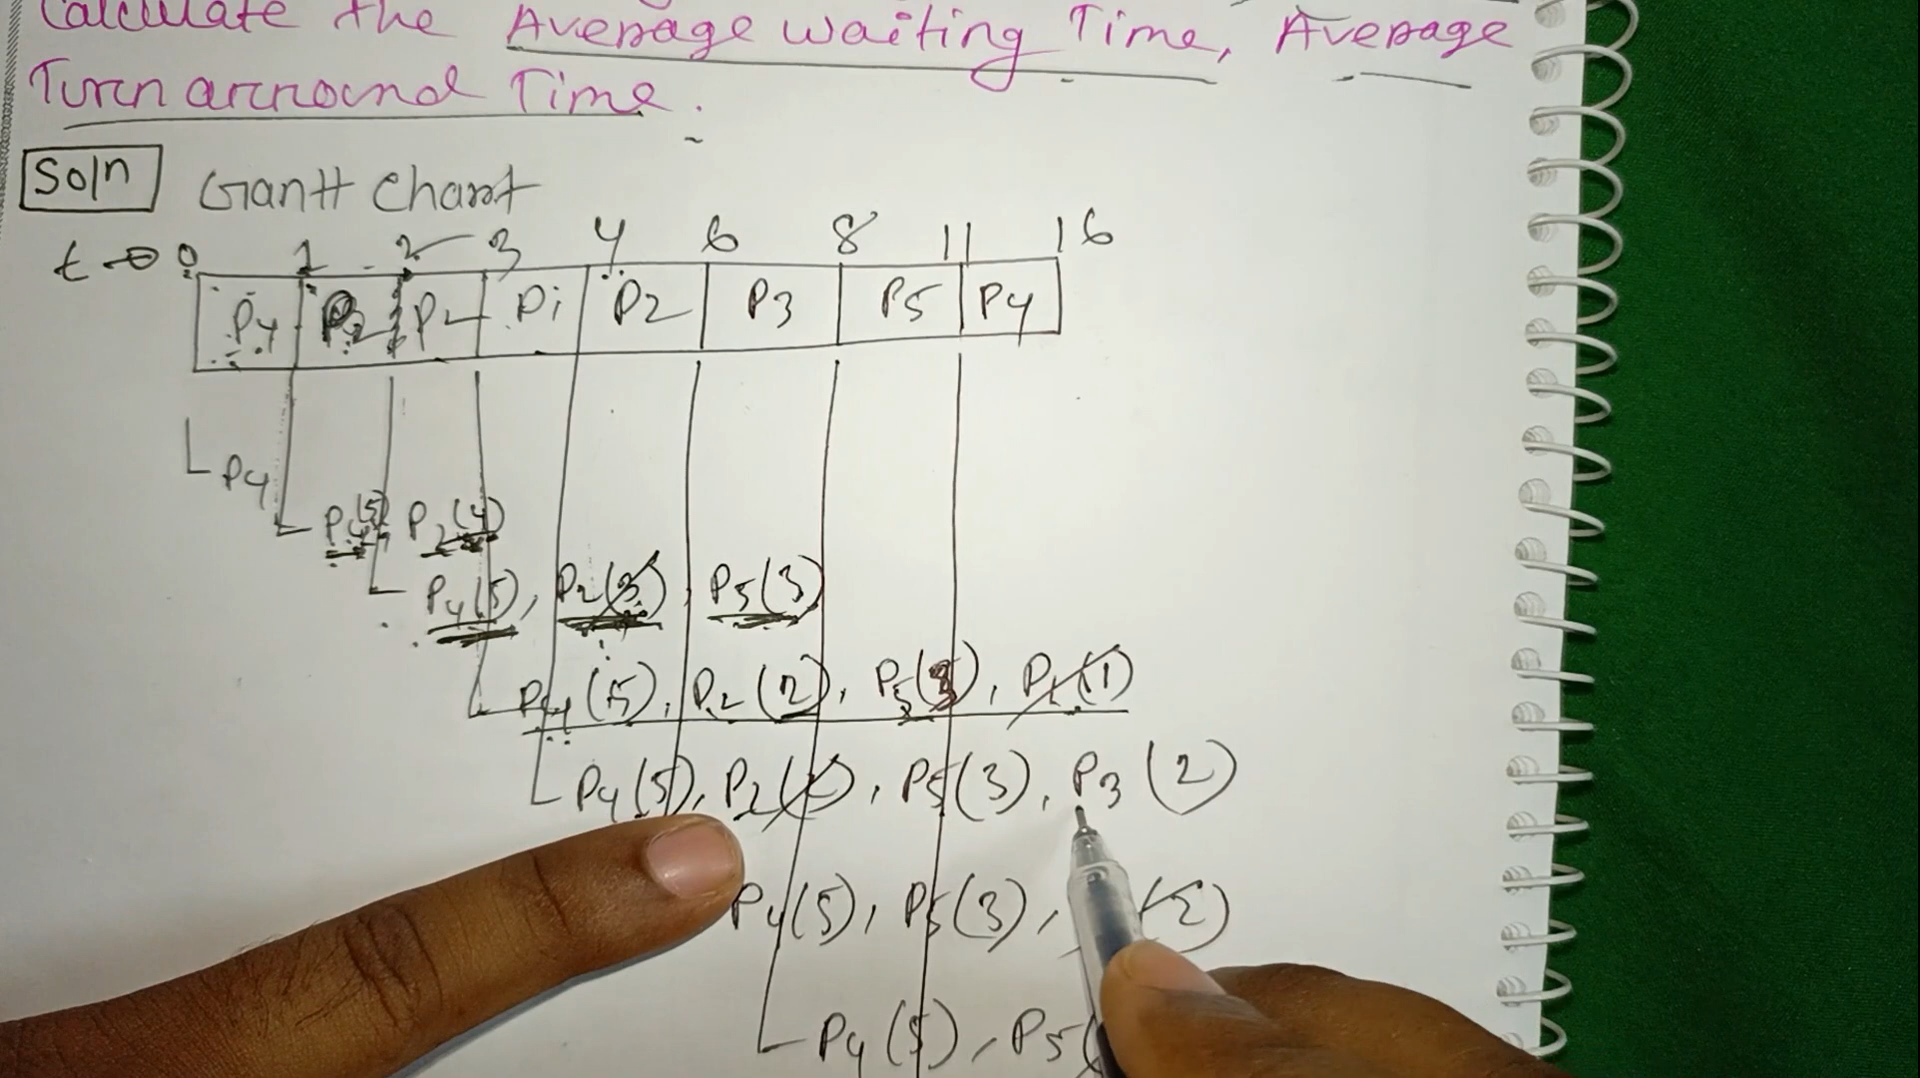 Calculate the Average Waiting Time, Average
Turn arround Time.
Soln Gantt Chart
t→0 1 2 3 4 6 8 11 16
P4 P2 P2 P1 P2 P3 P5 P4
P4
P4(5) P2(4)
P4(5), P2(3), P5(3)
P4(5), P2(2), P5(3), P1(1)
P4(5), P2(2), P5(3), P3(2)
P4(5), P5(3), (2)
P4(5), P5(